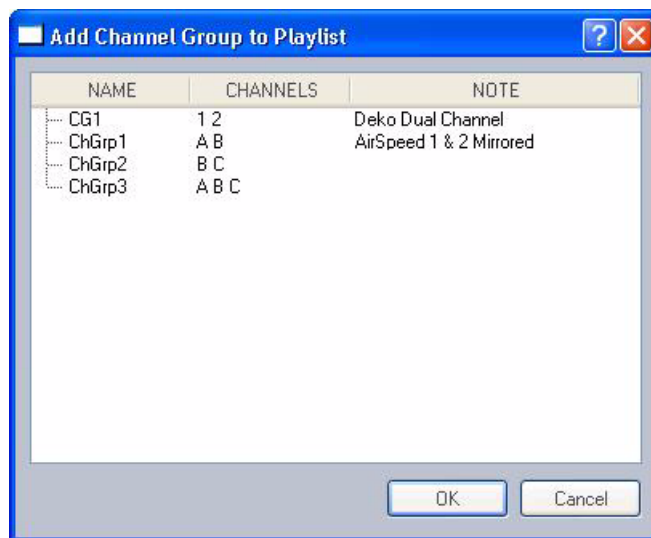 Add Channel Group to Playlist
NAME CHANNELS NOTE
CG1 1 2 Deko Dual Channel
ChGrp1 A B AirSpeed 1 & 2 Mirrored
ChGrp2 B C
ChGrp3 A B C
OK Cancel